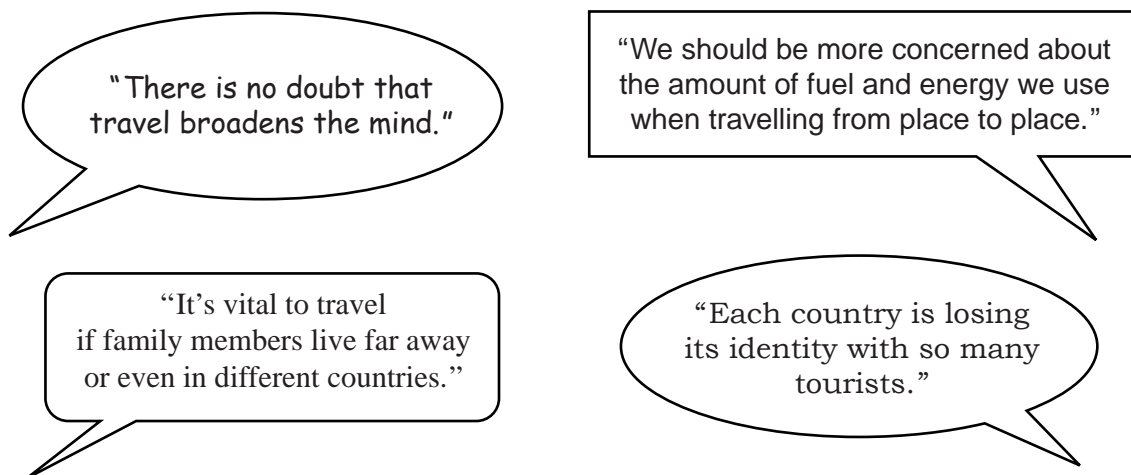 “There is no doubt that
travel broadens the mind.”
“We should be more concerned about
the amount of fuel and energy we use
when travelling from place to place.”
“It’s vital to travel
if family members live far away
or even in different countries.”
“Each country is losing
its identity with so many
tourists.”